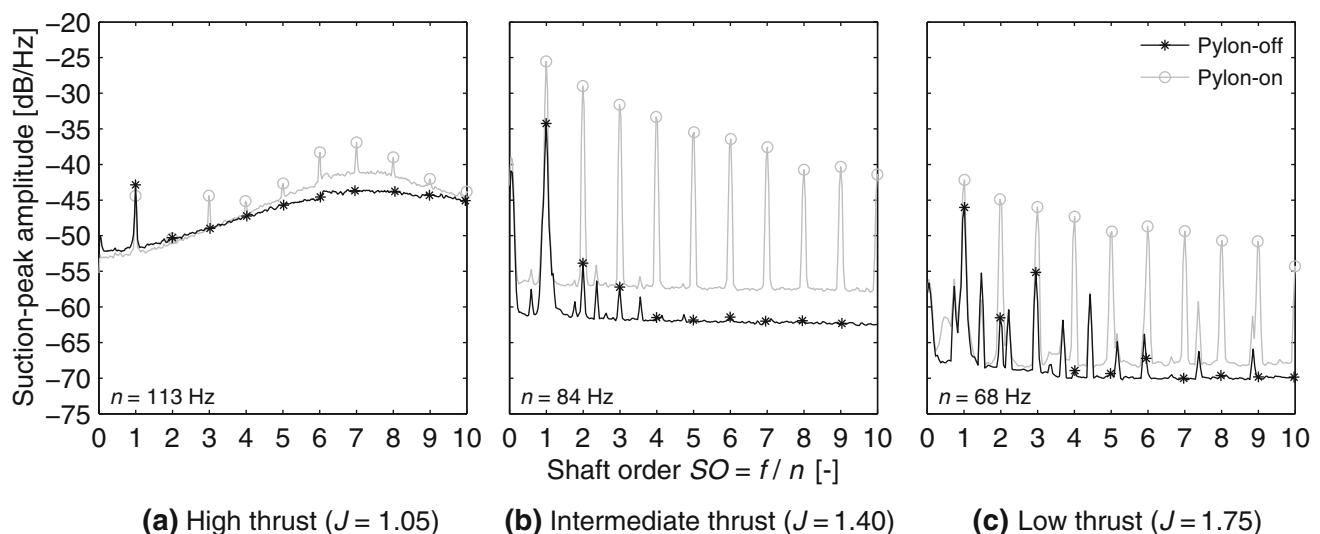 Suction-peak amplitude [dB/Hz]
−20
−25
−30
−35
−40
−45
−50
−55
−60
−65
−70
−75
n = 113 Hz
0 1 2 3 4 5 6 7 8 9 10
n = 84 Hz
0 1 2 3 4 5 6 7 8 9 10
Pylon-off
Pylon-on
n = 68 Hz
0 1 2 3 4 5 6 7 8 9 10
Shaft order SO = f / n [-]
(a) High thrust (J = 1.05)
(b) Intermediate thrust (J = 1.40)
(c) Low thrust (J = 1.75)